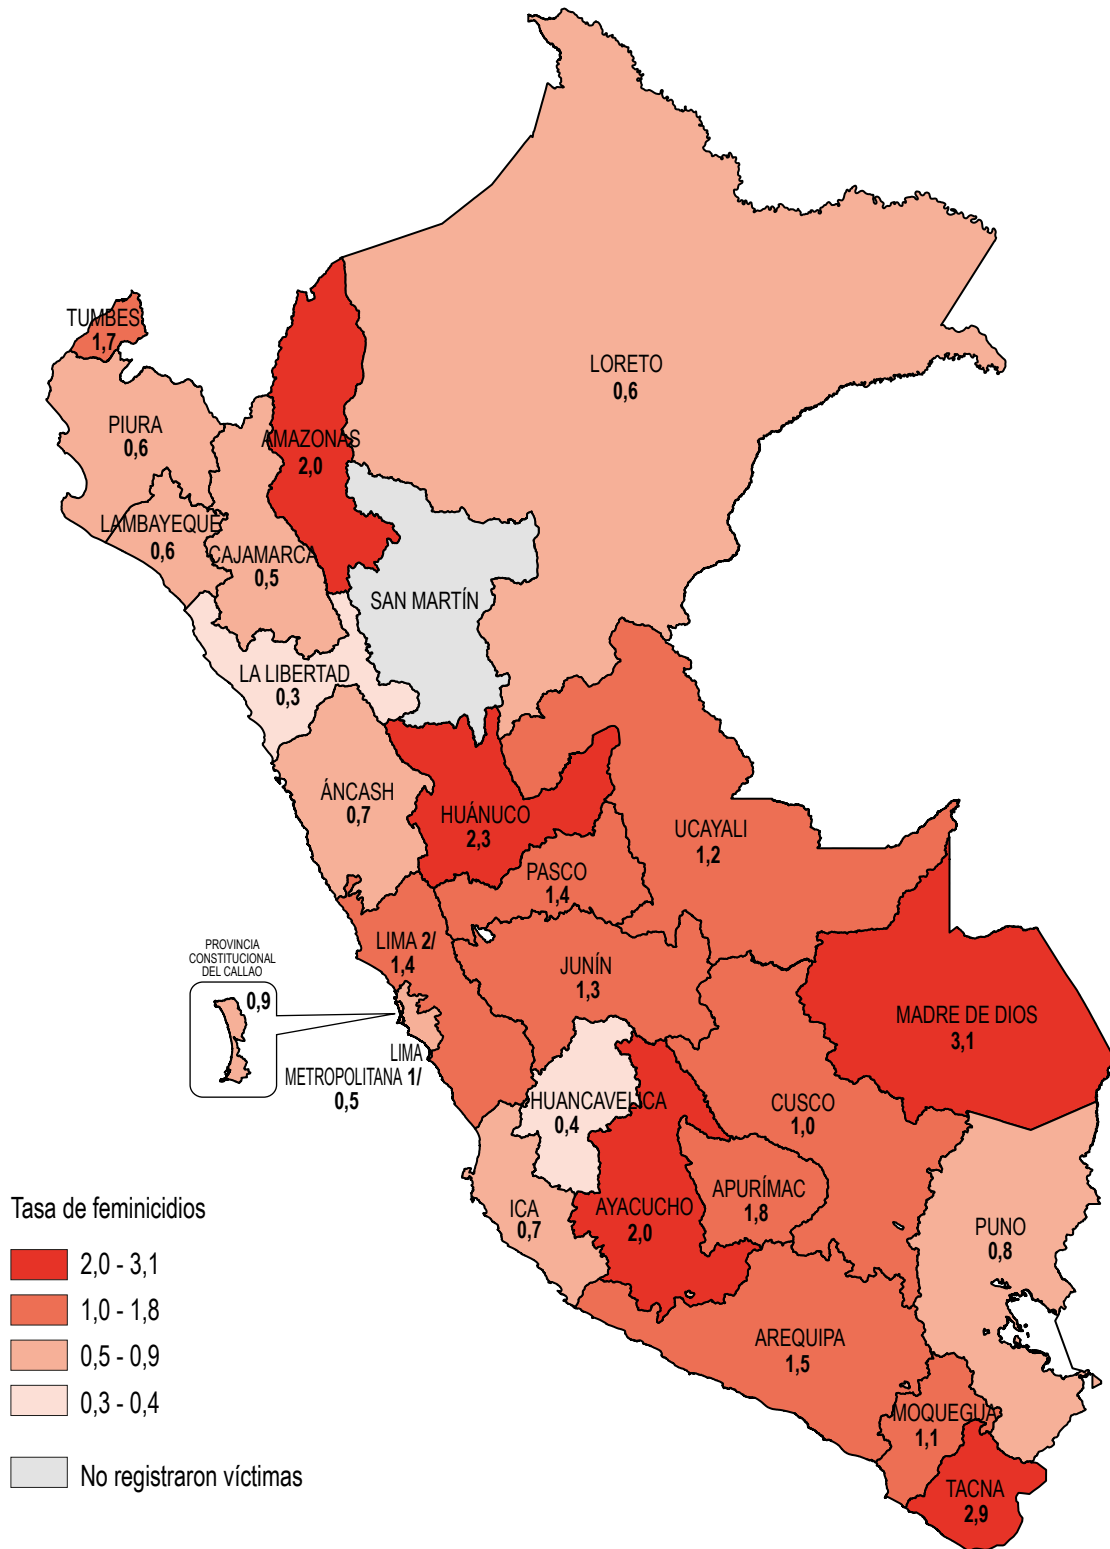 TUMBES
1,7
LORETO
0,6
PIURA
0,6
AMAZONAS
2,0
LAMBAYEQUE
0,6
CAJAMARCA
0,5
SAN MARTÍN
LA LIBERTAD
0,3
ÁNCASH
0,7
HUÁNUCO
2,3
UCAYALI
1,2
PASCO
1,4
LIMA 2/
1,4
JUNÍN
1,3
PROVINCIA
CONSTITUCIONAL
DEL CALLAO
0,9
MADRE DE DIOS
3,1
LIMA
METROPOLITANA 1/
0,5
HUANCAVELICA
0,4
CUSCO
1,0
APURÍMAC
1,8
AYACUCHO
2,0
ICA
0,7
PUNO
0,8
AREQUIPA
1,5
MOQUEGUA
1,1
TACNA
2,9
Tasa de feminicidios
2,0 - 3,1
1,0 - 1,8
0,5 - 0,9
0,3 - 0,4
No registraron víctimas